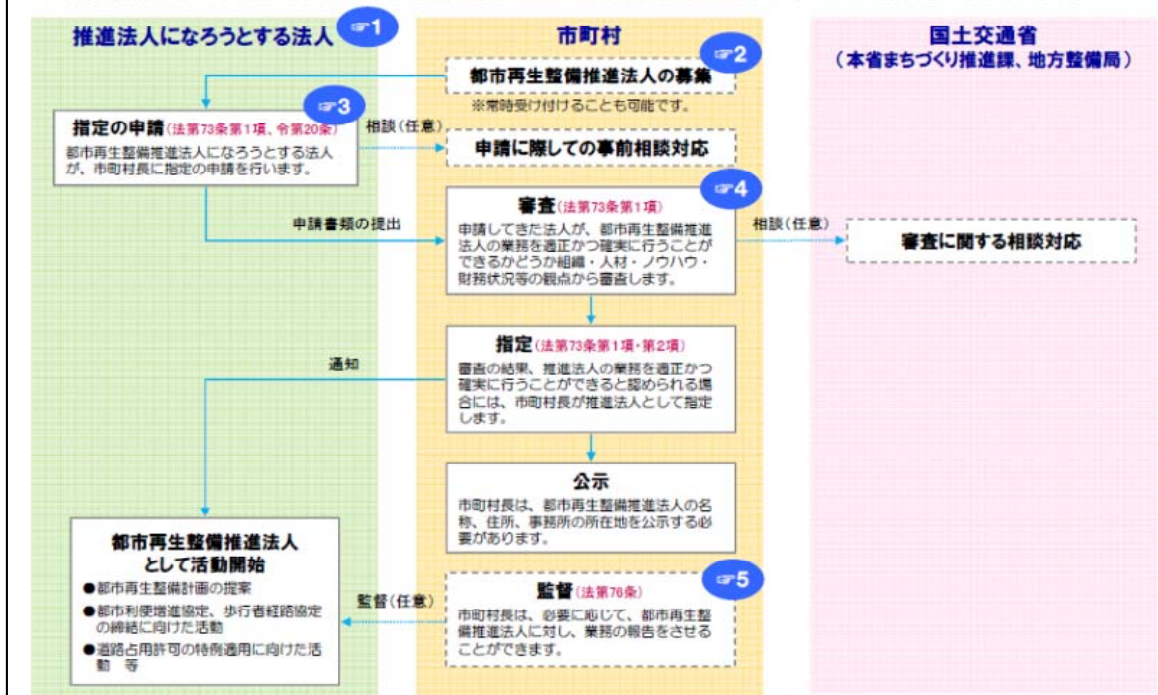 推進法人になろうとする法人 ☞1
市町村
国土交通省
(本省まちづくり推進課、地方整備局)
☞2
都市再生整備推進法人の募集
※常時受け付けることも可能です。
☞3
指定の申請(法第73条第1項、令第20条)
都市再生整備推進法人になろうとする法人
が、市町村長に指定の申請を行います。
相談(任意)
申請に際しての事前相談対応
☞4
審査(法第73条第1項)
申請してきた法人が、都市再生整備推進
法人の業務を適正かつ確実に行うことが
できるかどうか組織・人材・ノウハウ・
財務状況等の観点から審査します。
申請書類の提出
相談(任意)
審査に関する相談対応
指定(法第73条第1項・第2項)
審査の結果、推進法人の業務を適正かつ
確実に行うことができると認められる場
合には、市町村長が推進法人として指定
します。
通知
公示
市町村長は、都市再生整備推進法人の名
称、住所、事務所の所在地を公示する必
要があります。
都市再生整備推進法人
として活動開始
●都市再生整備計画の提案
●都市利便増進協定、歩行者経路協定
の締結に向けた活動
●道路占用許可の特例適用に向けた活
動 等
監督(任意)
☞5
監督(法第76条)
市町村長は、必要に応じて、都市再生整
備推進法人に対し、業務の報告をさせる
ことができます。